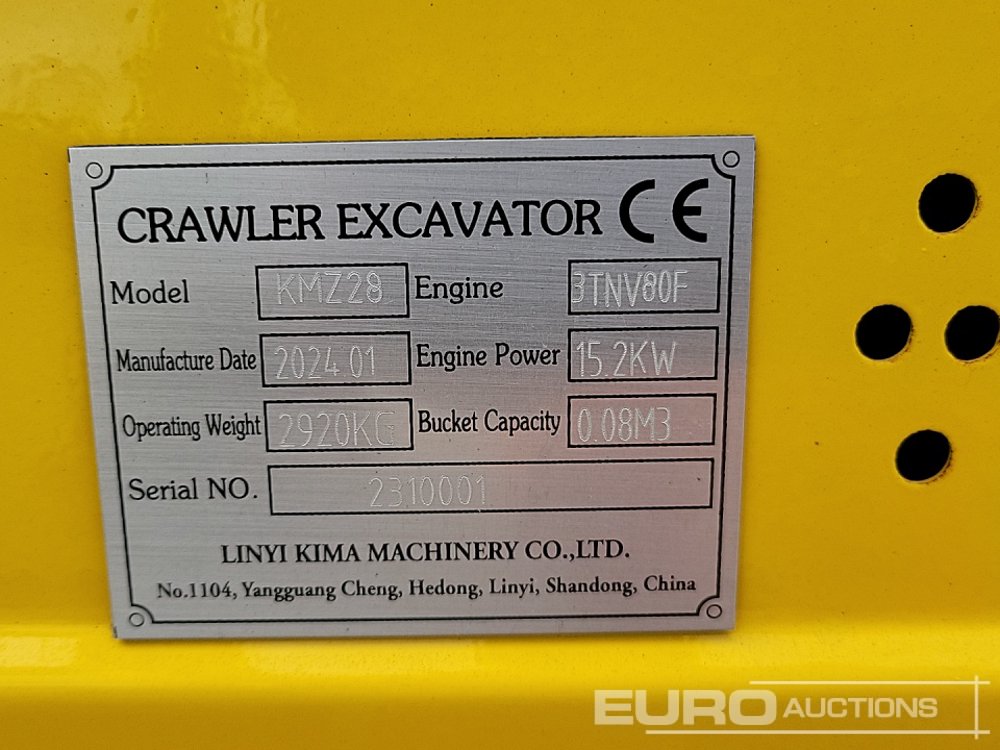 CRAWLER EXCAVATOR CE
Model KMZ28 Engine 3TNV80F
Manufacture Date 2024.01 Engine Power 15.2KW
Operating Weight 2920KG Bucket Capacity 0.08M3
Serial NO. 2310001
LINYI KIMA MACHINERY CO.,LTD.
No.1104, Yangguang Cheng, Hedong, Linyi, Shandong, China
EURO AUCTIONS